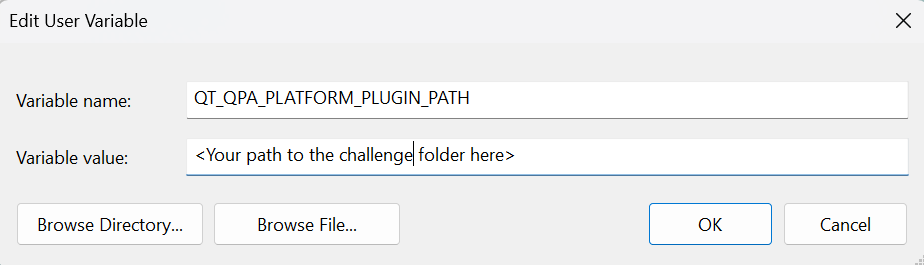 Edit User Variable
Variable name: QT_QPA_PLATFORM_PLUGIN_PATH
Variable value: <Your path to the challenge folder here>
Browse Directory... Browse File... OK Cancel